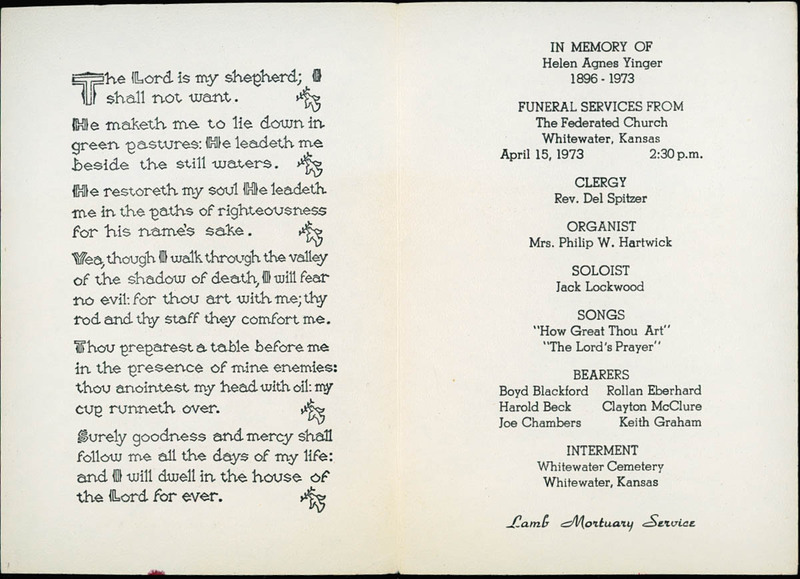 The Lord is my shepherd; I
shall not want.
He maketh me to lie down in
green pastures: He leadeth me
beside the still waters.
He restoreth my soul He leadeth
me in the paths of righteousness
for his name's sake.
Yea, though I walk through the valley
of the shadow of death, I will fear
no evil: for thou art with me; thy
rod and thy staff they comfort me.
Thou preparest a table before me
in the presence of mine enemies:
thou anointest my head with oil: my
cup runneth over.
Surely goodness and mercy shall
follow me all the days of my life:
and I will dwell in the house of
the Lord for ever.
IN MEMORY OF
Helen Agnes Yinger
1896 - 1973
FUNERAL SERVICES FROM
The Federated Church
Whitewater, Kansas
April 15, 1973 2:30 p.m.
CLERGY
Rev. Del Spitzer
ORGANIST
Mrs. Philip W. Hartwick
SOLOIST
Jack Lockwood
SONGS
"How Great Thou Art"
"The Lord's Prayer"
BEARERS
Boyd Blackford Rollan Eberhard
Harold Beck Clayton McClure
Joe Chambers Keith Graham
INTERMENT
Whitewater Cemetery
Whitewater, Kansas
Lamb Mortuary Service